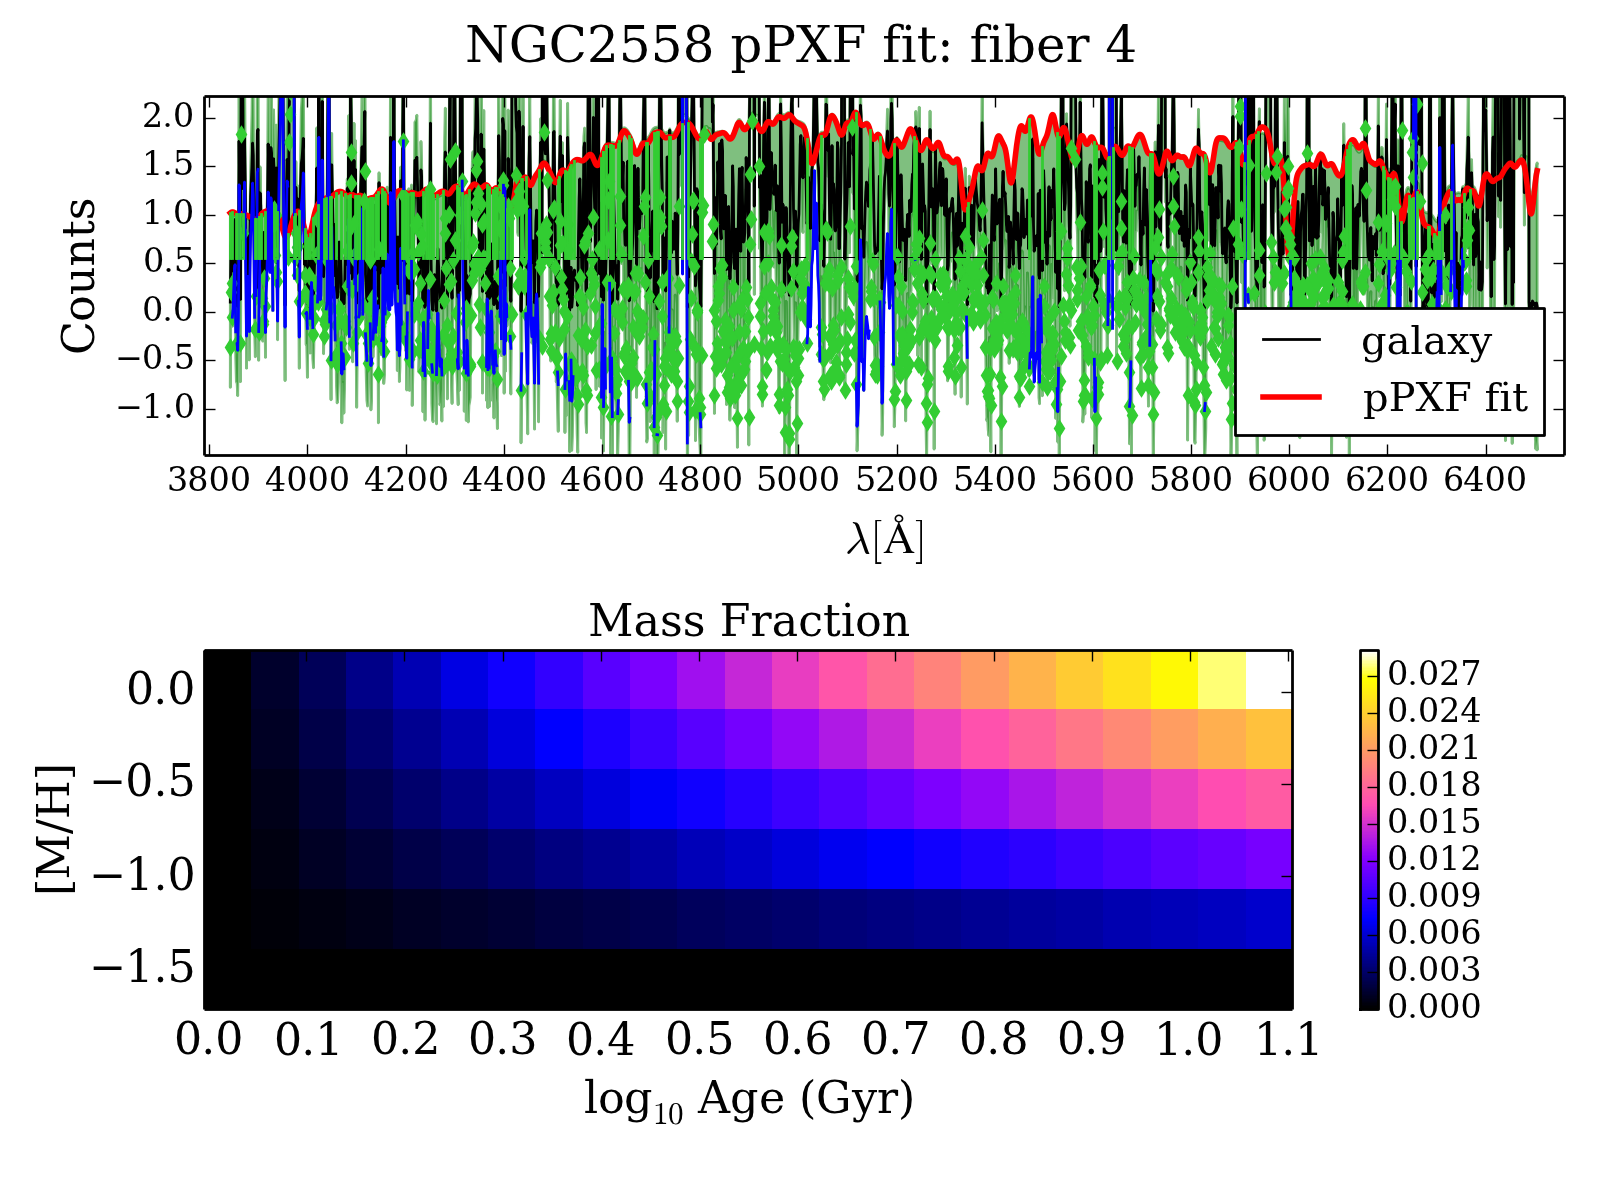 NGC2558 pPXF fit: fiber 4
Counts
2.0
1.5
1.0
0.5
0.0
−0.5
−1.0
galaxy
pPXF fit
3800 4000 4200 4400 4600 4800 5000 5200 5400 5600 5800 6000 6200 6400
λ[Å]
Mass Fraction
[M/H]
0.0
−0.5
−1.0
−1.5
0.0 0.1 0.2 0.3 0.4 0.5 0.6 0.7 0.8 0.9 1.0 1.1
log₁₀ Age (Gyr)
0.027
0.024
0.021
0.018
0.015
0.012
0.009
0.006
0.003
0.000